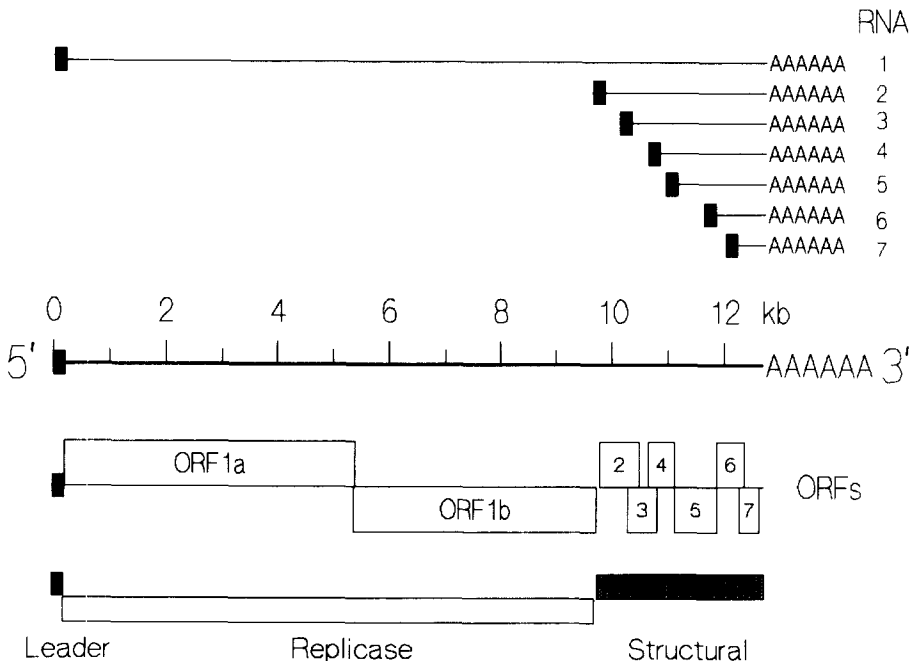 RNA
AAAAAA 1
AAAAAA 2
AAAAAA 3
AAAAAA 4
AAAAAA 5
AAAAAA 6
AAAAAA 7
0 2 4 6 8 10 12 kb
5' AAAAAA 3'
ORF1a 2 4 6
ORFs
ORF1b 3 5 7
Leader Replicase Structural